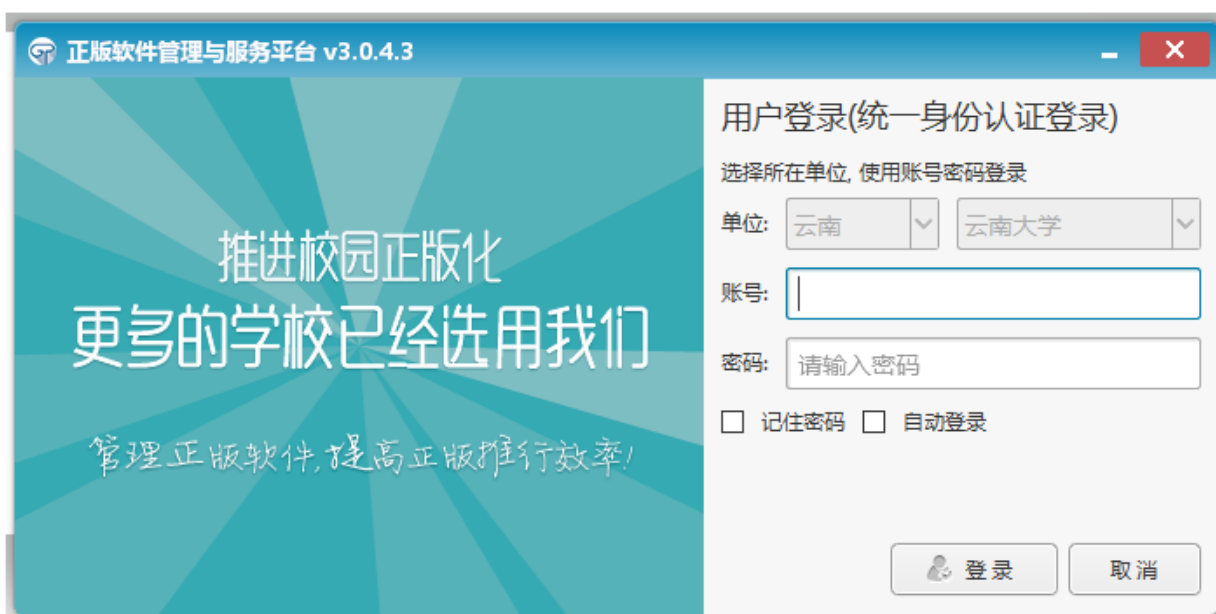 正版软件管理与服务平台 v3.0.4.3
推进校园正版化
更多的学校已经选用我们
管理正版软件,提高正版推行效率!
用户登录(统一身份认证登录)
选择所在单位, 使用账号密码登录
单位: 云南 云南大学
账号:
密码: 请输入密码
记住密码 自动登录
登录 取消